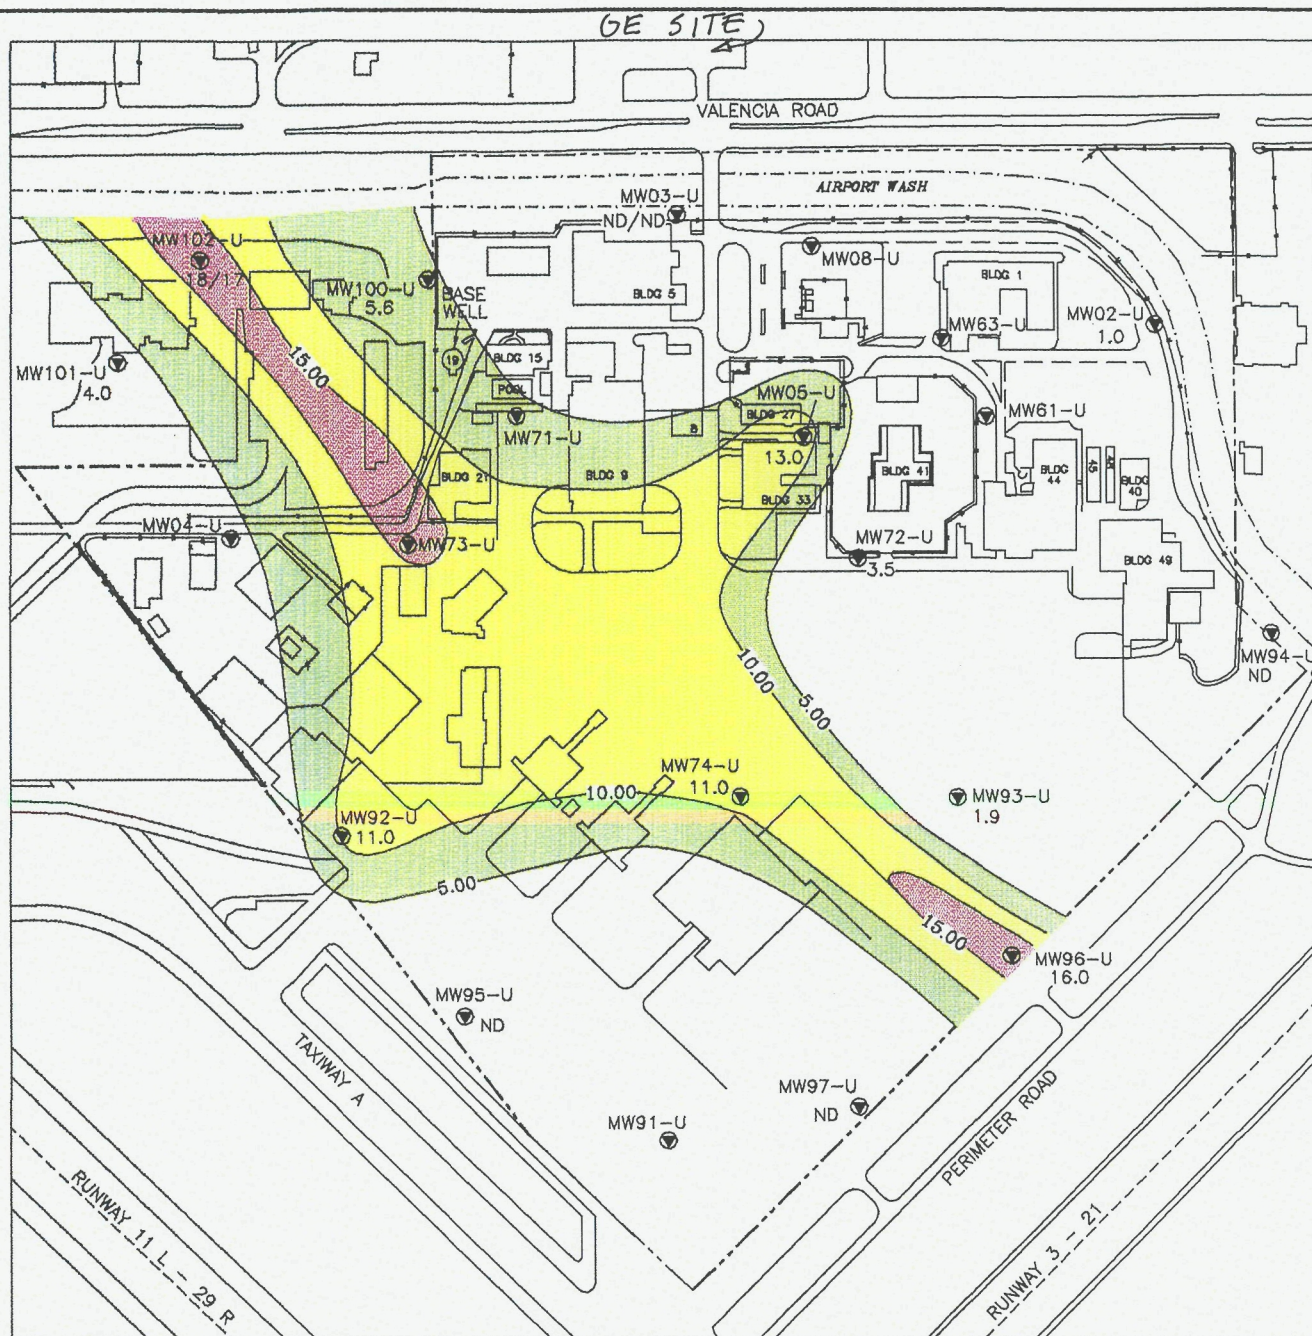 GE SITE
VALENCIA ROAD
AIRPORT WASH
MW03-U
ND/ND
MW102-U
18/17
MW100-U
5.6
BASE
WELL
19
MW08-U
BLDG 5
BLDG 1
MW02-U
1.0
MW63-U
MW101-U
4.0
15.00
BLDG 15
POOL
MW71-U
8
MW05-U
BLDG 27
13.0
MW61-U
BLDG 21
BLDG 9
BLDG 33
BLDG 41
BLDG
44
45
BLDG
40
MW04-U
MW73-U
MW72-U
3.5
BLDG 49
MW94-U
ND
10.00
5.00
MW74-U
11.0
10.00
MW92-U
11.0
MW93-U
1.9
5.00
15.00
MW96-U
16.0
MW95-U
ND
TAXIWAY A
MW97-U
ND
MW91-U
PERIMETER ROAD
RUNWAY 11 L - 29 R
RUNWAY 3 - 21